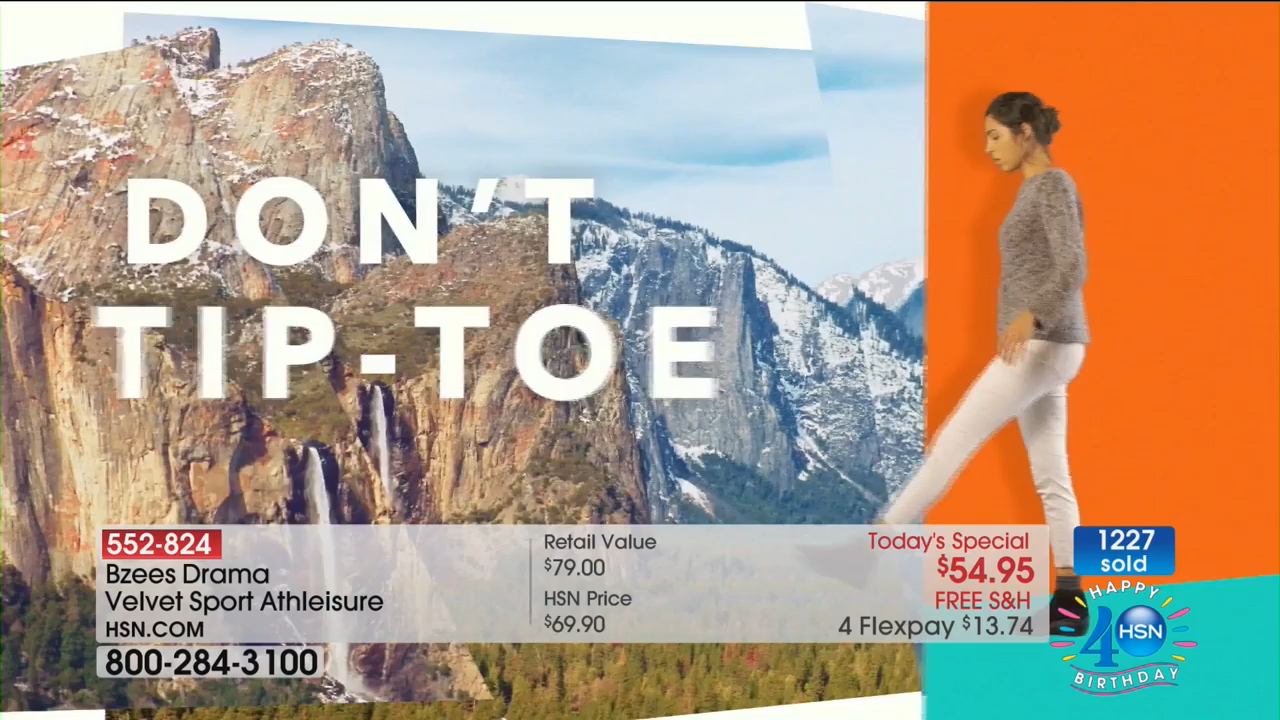 DON'T
TIP-TOE
552-824
Bzees Drama
Velvet Sport Athleisure
HSN.COM
800-284-3100
Retail Value
$79.00
HSN Price
$69.90
Today's Special
$54.95
FREE S&H
4 Flexpay $13.74
1227
sold
HAPPY
40 HSN
BIRTHDAY